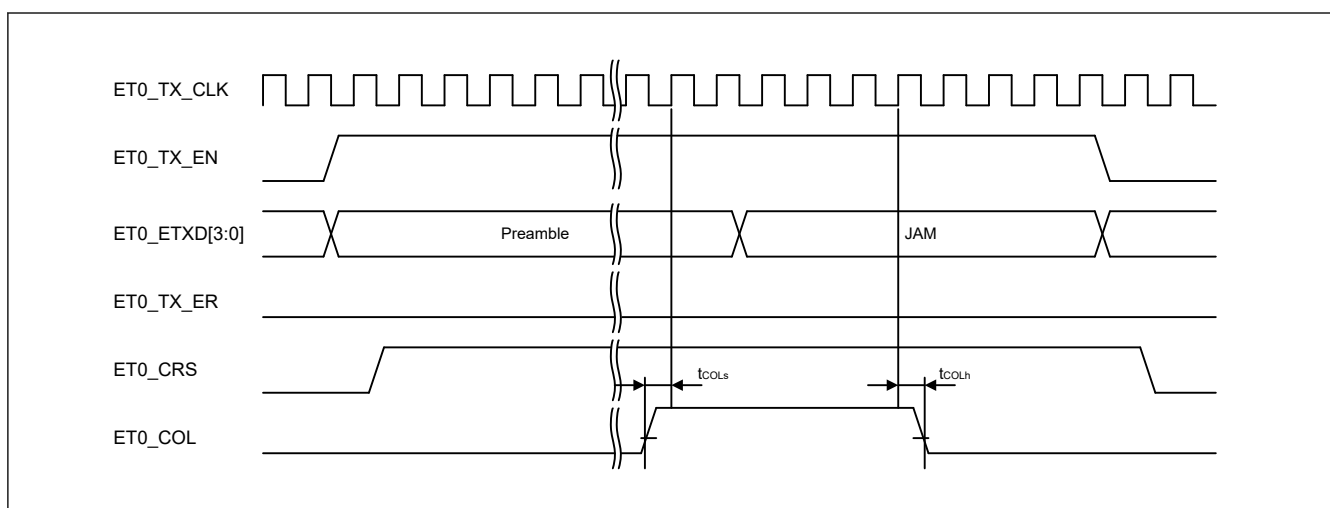 ET0_TX_CLK
ET0_TX_EN
ET0_ETXD[3:0] Preamble JAM
ET0_TX_ER
ET0_CRS
tCOLs tCOLh
ET0_COL